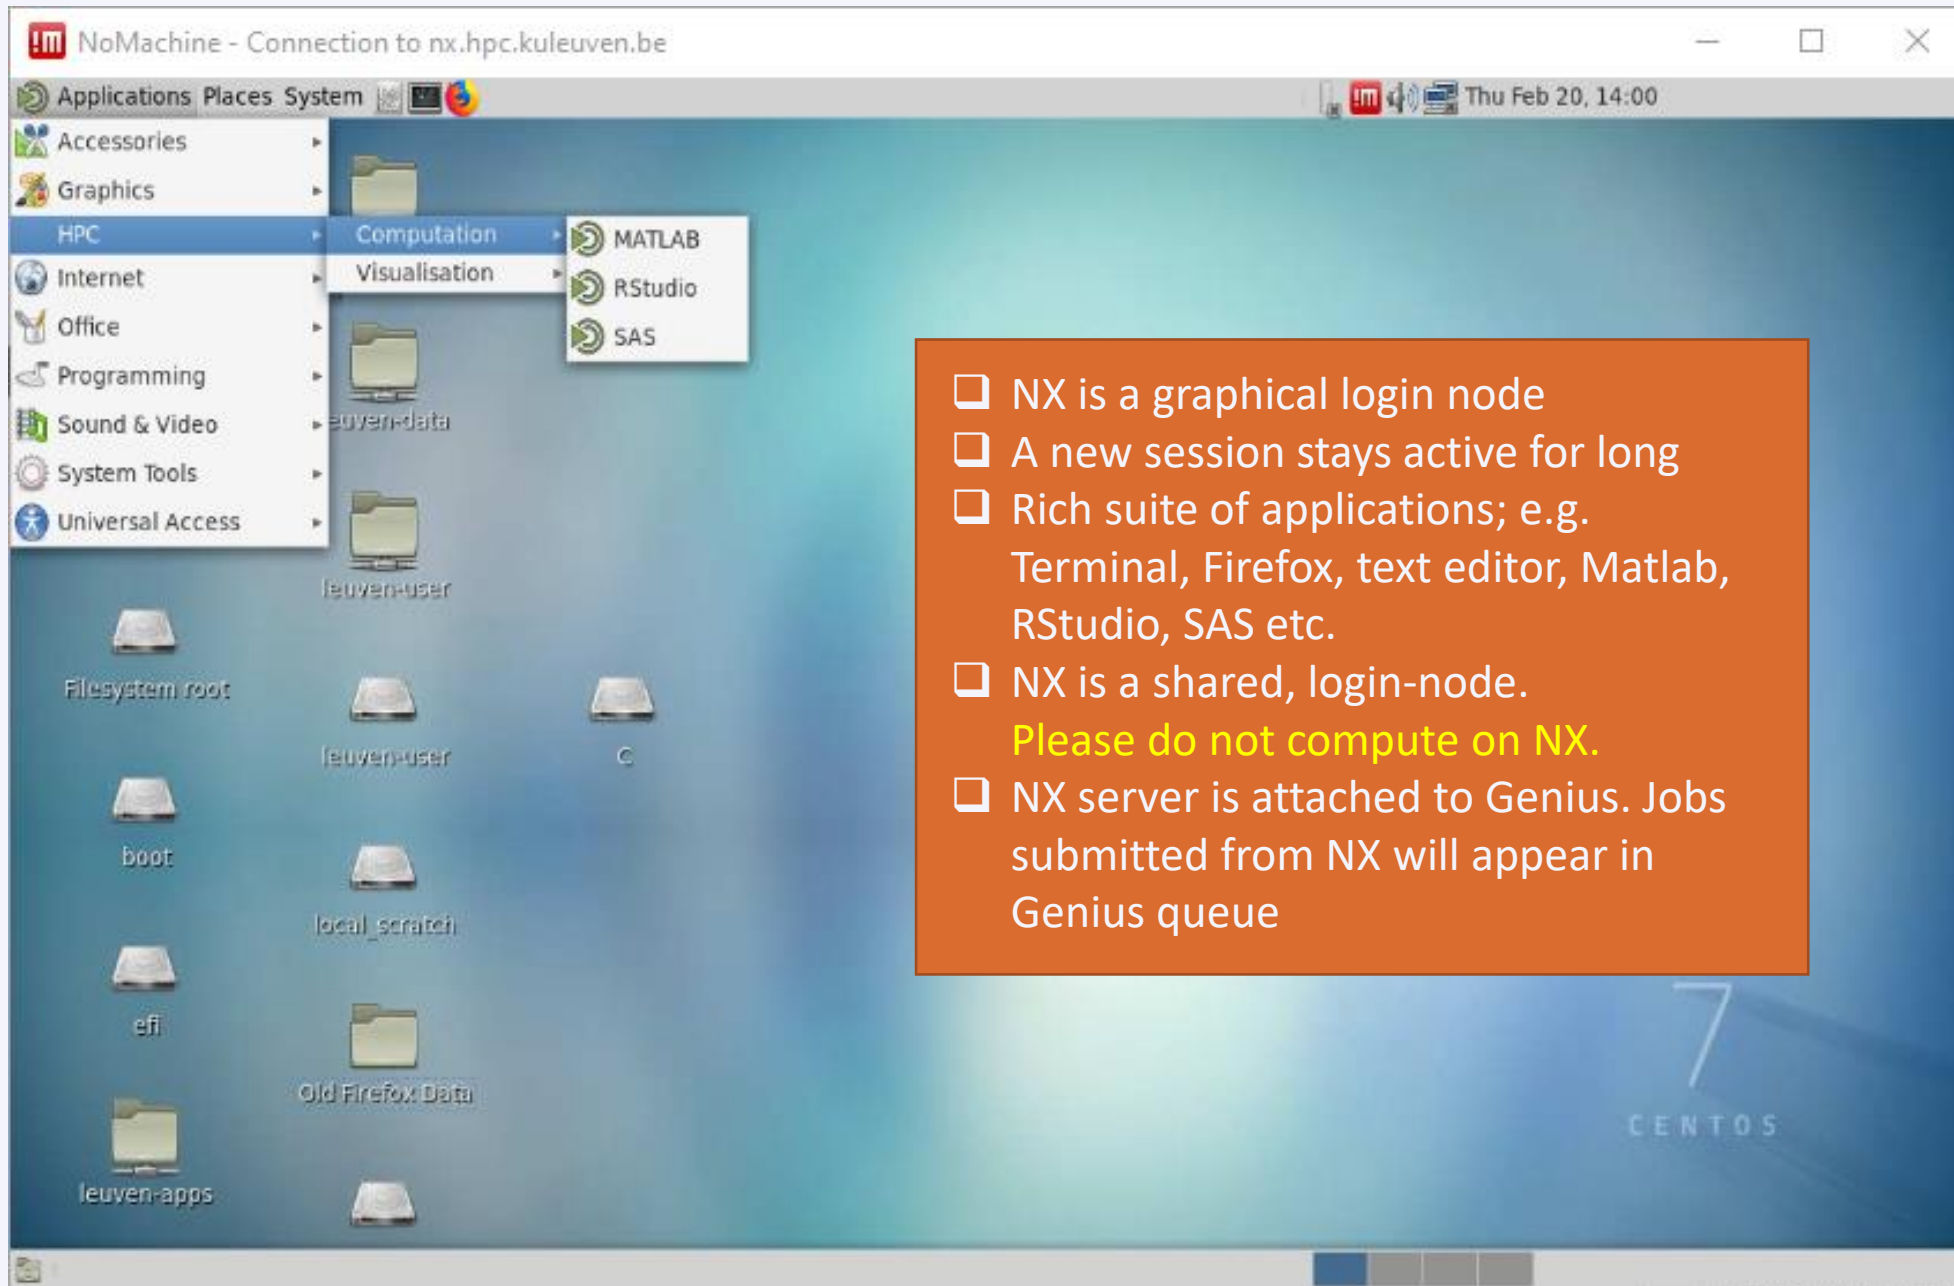 NoMachine - Connection to nx.hpc.kuleuven.be
Applications Places System
Thu Feb 20, 14:00
Accessories
Graphics
HPC
Internet
Office
Programming
Sound & Video
System Tools
Universal Access
Computation
Visualisation
MATLAB
RStudio
SAS
euven-data
leuven-user
Filesystem root
leuven-user
C
boot
local_scratch
efi
Old Firefox Data
leuven-apps
NX is a graphical login node
A new session stays active for long
Rich suite of applications; e.g.
Terminal, Firefox, text editor, Matlab,
RStudio, SAS etc.
NX is a shared, login-node.
Please do not compute on NX.
NX server is attached to Genius. Jobs
submitted from NX will appear in
Genius queue
7
CENTOS